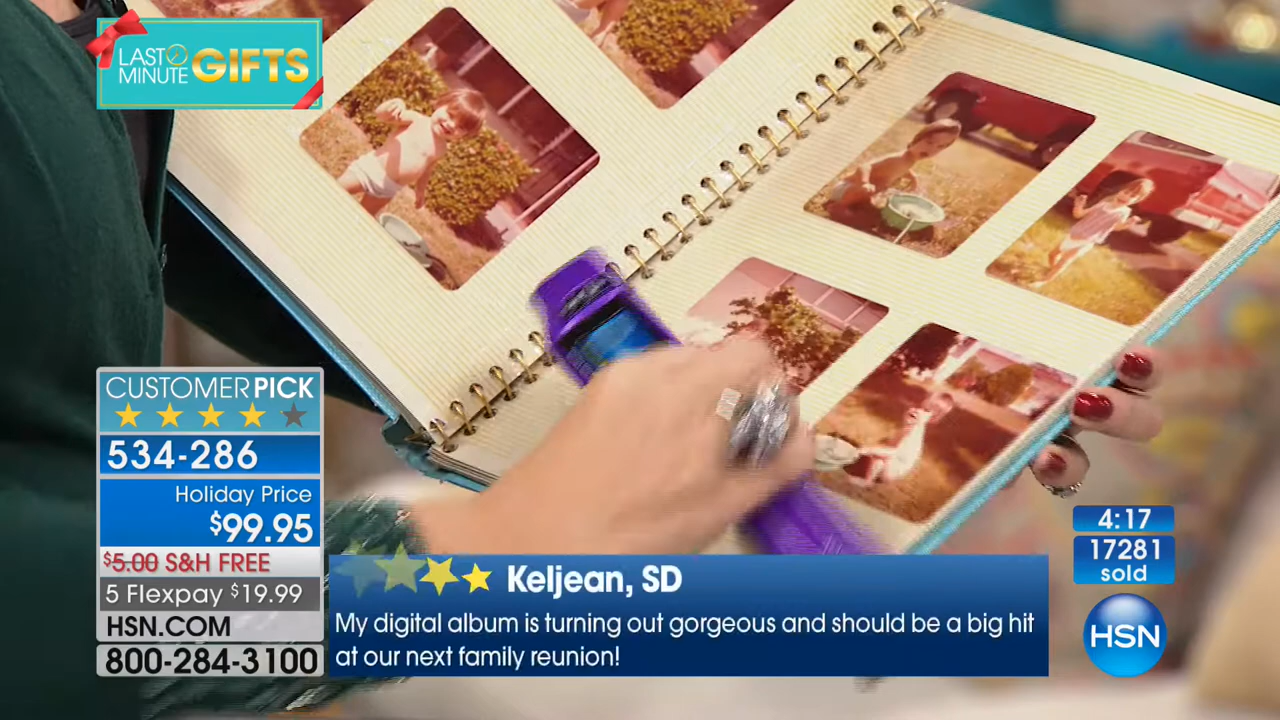 LAST
MINUTE GIFTS
CUSTOMER PICK
534-286
Holiday Price
$99.95
$5.00 S&H FREE
5 Flexpay $19.99
HSN.COM
800-284-3100
Keljean, SD
My digital album is turning out gorgeous and should be a big hit
at our next family reunion!
4:17
17281
sold
HSN